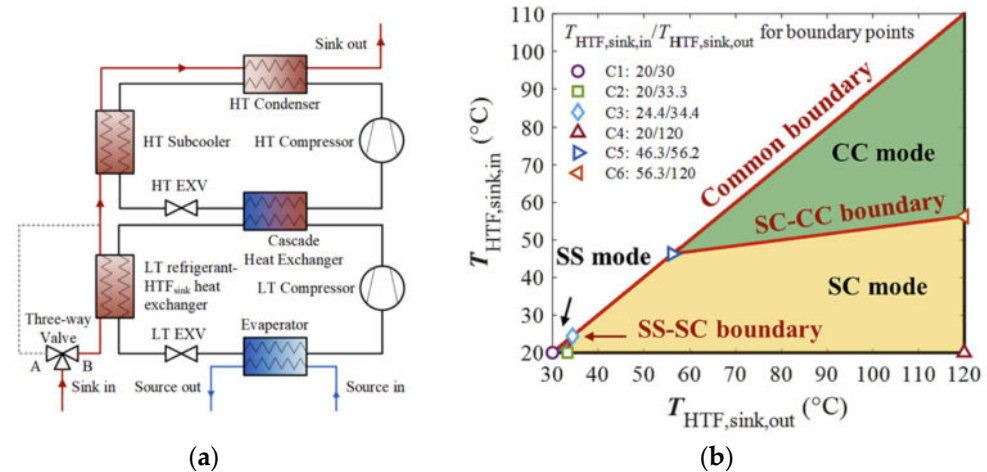 Sink out
HT Condenser
HT Subcooler
HT Compressor
HT EXV
Cascade
Heat Exchanger
LT refrigerant-
HTFsink heat
exchanger
LT Compressor
Three-way
Valve
LT EXV
Evaporator
A
B
Sink in
Source out
Source in
(a)
THTF,sink,in/THTF,sink,out for boundary points
C1: 20/30
C2: 20/33.3
C3: 24.4/34.4
C4: 20/120
C5: 46.3/56.2
C6: 56.3/120
Common boundary
CC mode
SC-CC boundary
SS mode
SC mode
SS-SC boundary
THTF,sink,in (°C)
110
100
90
80
70
60
50
40
30
20
30 40 50 60 70 80 90 100 110 120
THTF,sink,out (°C)
(b)